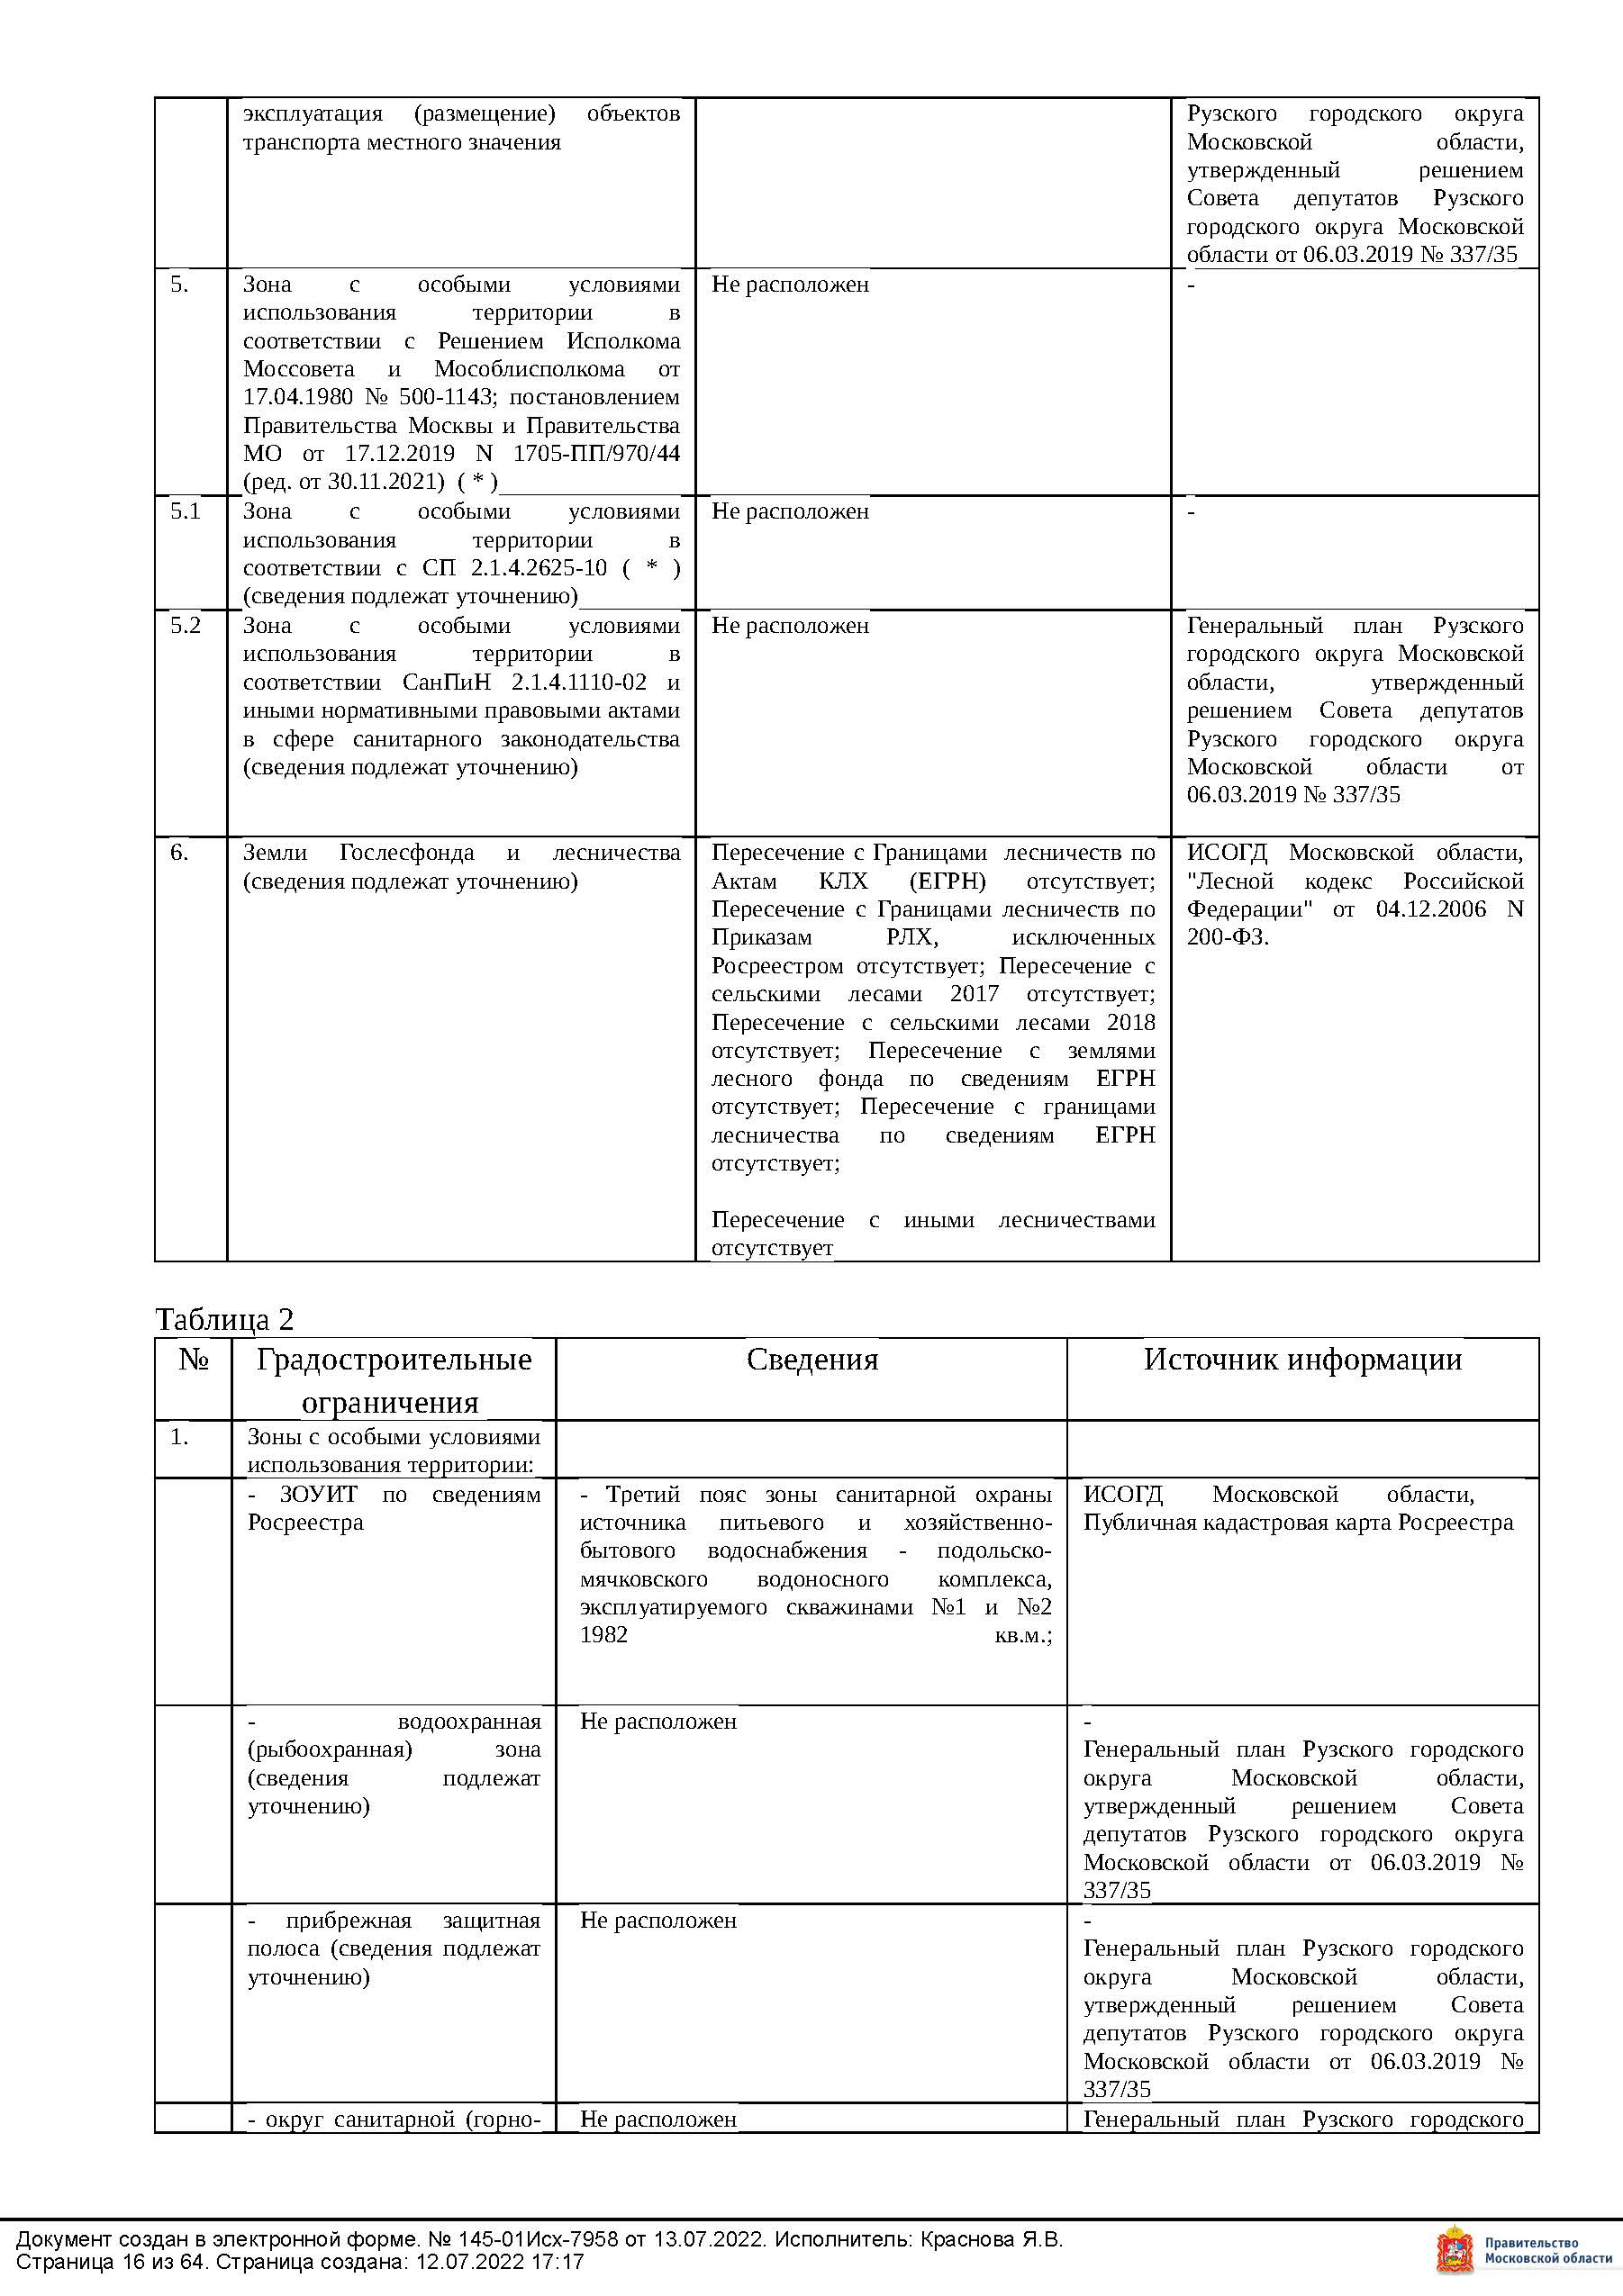 эксплуатация (размещение) объектов
транспорта местного значения
Рузского городского округа
Московской области,
утвержденный решением
Совета депутатов Рузского
городского округа Московской
области от 06.03.2019 № 337/35
5.
Зона с особыми условиями
использования территории в
соответствии с Решением Исполкома
Моссовета и Мособлисполкома от
17.04.1980 № 500-1143; постановлением
Правительства Москвы и Правительства
МО от 17.12.2019 N 1705-ПП/970/44
(ред. от 30.11.2021) ( * )
Не расположен
-
5.1
Зона с особыми условиями
использования территории в
соответствии с СП 2.1.4.2625-10 ( * )
(сведения подлежат уточнению)
Не расположен
-
5.2
Зона с особыми условиями
использования территории в
соответствии СанПиН 2.1.4.1110-02 и
иными нормативными правовыми актами
в сфере санитарного законодательства
(сведения подлежат уточнению)
Не расположен
Генеральный план Рузского
городского округа Московской
области, утвержденный
решением Совета депутатов
Рузского городского округа
Московской области от
06.03.2019 № 337/35
6.
Земли Гослесфонда и лесничества
(сведения подлежат уточнению)
Пересечение с Границами лесничеств по
Актам КЛХ (ЕГРН) отсутствует;
Пересечение с Границами лесничеств по
Приказам РЛХ, исключенных
Росреестром отсутствует; Пересечение с
сельскими лесами 2017 отсутствует;
Пересечение с сельскими лесами 2018
отсутствует; Пересечение с землями
лесного фонда по сведениям ЕГРН
отсутствует; Пересечение с границами
лесничества по сведениям ЕГРН
отсутствует;
Пересечение с иными лесничествами
отсутствует
ИСОГД Московской области,
"Лесной кодекс Российской
Федерации" от 04.12.2006 N
200-ФЗ.
Таблица 2
№
Градостроительные
ограничения
Сведения
Источник информации
1.
Зоны с особыми условиями
использования территории:
- ЗОУИТ по сведениям
Росреестра
- Третий пояс зоны санитарной охраны
источника питьевого и хозяйственно-
бытового водоснабжения - подольско-
мячковского водоносного комплекса,
эксплуатируемого скважинами №1 и №2
1982 кв.м.;
ИСОГД Московской области,
Публичная кадастровая карта Росреестра
- водоохранная
(рыбоохранная) зона
(сведения подлежат
уточнению)
Не расположен
-
Генеральный план Рузского городского
округа Московской области,
утвержденный решением Совета
депутатов Рузского городского округа
Московской области от 06.03.2019 №
337/35
- прибрежная защитная
полоса (сведения подлежат
уточнению)
Не расположен
-
Генеральный план Рузского городского
округа Московской области,
утвержденный решением Совета
депутатов Рузского городского округа
Московской области от 06.03.2019 №
337/35
- округ санитарной (горно-
Не расположен
Генеральный план Рузского городского
Документ создан в электронной форме. № 145-01Исх-7958 от 13.07.2022. Исполнитель: Краснова Я.В.
Страница 16 из 64. Страница создана: 12.07.2022 17:17
Правительство
Московской области